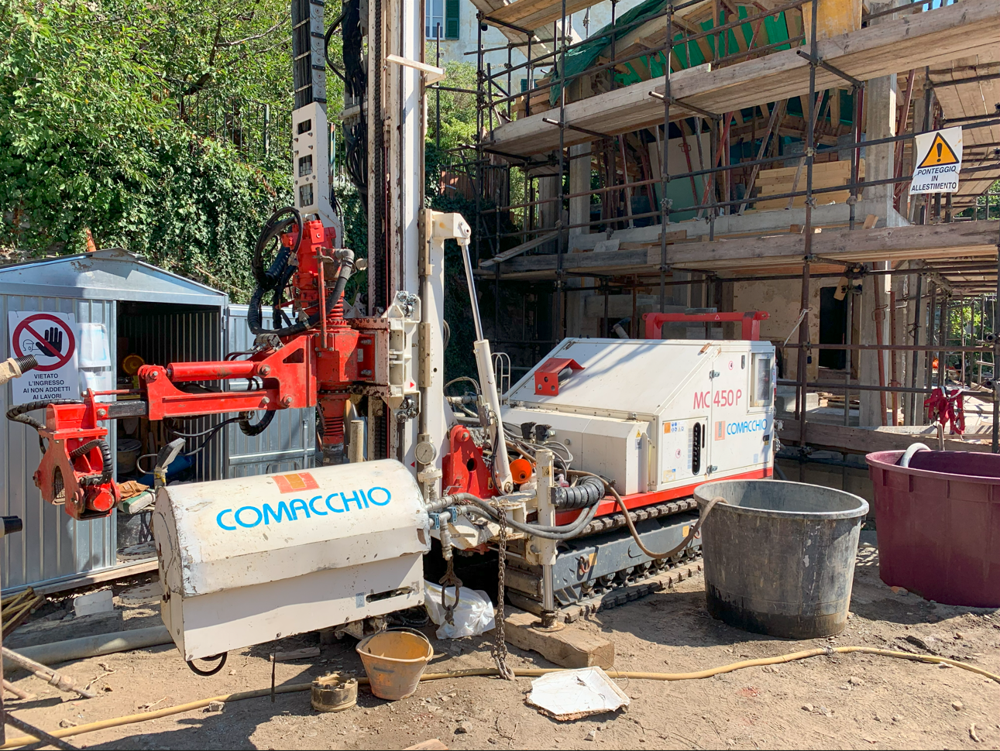 PONTEGGIO
IN
ALLESTIMENTO
VIETATO
L'INGRESSO
AI NON ADDETTI
AI LAVORI
MC 450 P
COMACCHIO
COMACCHIO